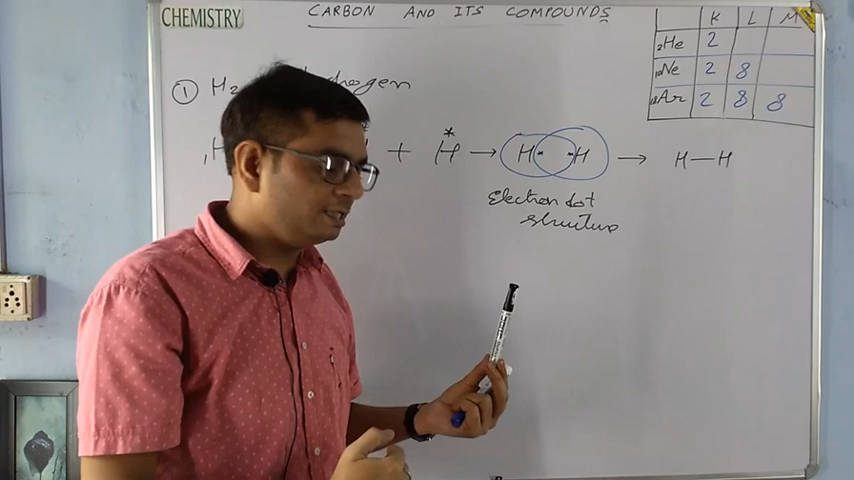 CHEMISTRY
CARBON AND ITS COMPOUNDS
K L M
2He 2
10Ne 2 8
18Ar 2 8 8
① H2
1H + H → H H → H—H
Electron dot
structure